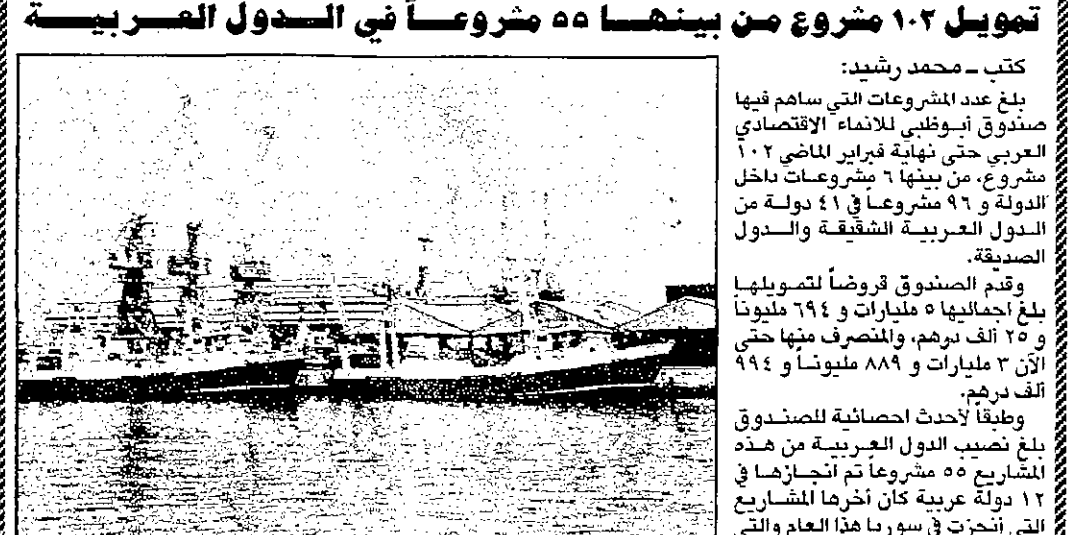 تمويل ١٠٢ مشروع من بينها ٥٥ مشروعاً في الدول العربية
كتب ـ محمد رشيد:
بلغ عدد المشروعات التي ساهم فيها
صندوق أبوظبي للانماء الاقتصادي
العربي حتى نهاية فبراير الماضي ١٠٢
مشروع، من بينها ٦ مشروعات داخل
الدولة و ٩٦ مشروعاً في ٤١ دولة من
الدول العربية الشقيقة والدول
الصديقة.
وقدم الصندوق قروضاً لتمويلها
بلغ اجماليها ٥ مليارات و ٦٩٤ مليوناً
و ٢٥ ألف درهم، والمنصرف منها حتى
الآن ٣ مليارات و ٨٨٩ مليوناً و ٩٩٤
ألف درهم.
وطبقاً لأحدث احصائية للصندوق
بلغ نصيب الدول العربية من هذه
المشاريع ٥٥ مشروعاً تم انجازها في
١٢ دولة عربية كان أخرها المشاريع
التي أنجزت في سوريا هذا العام والتي